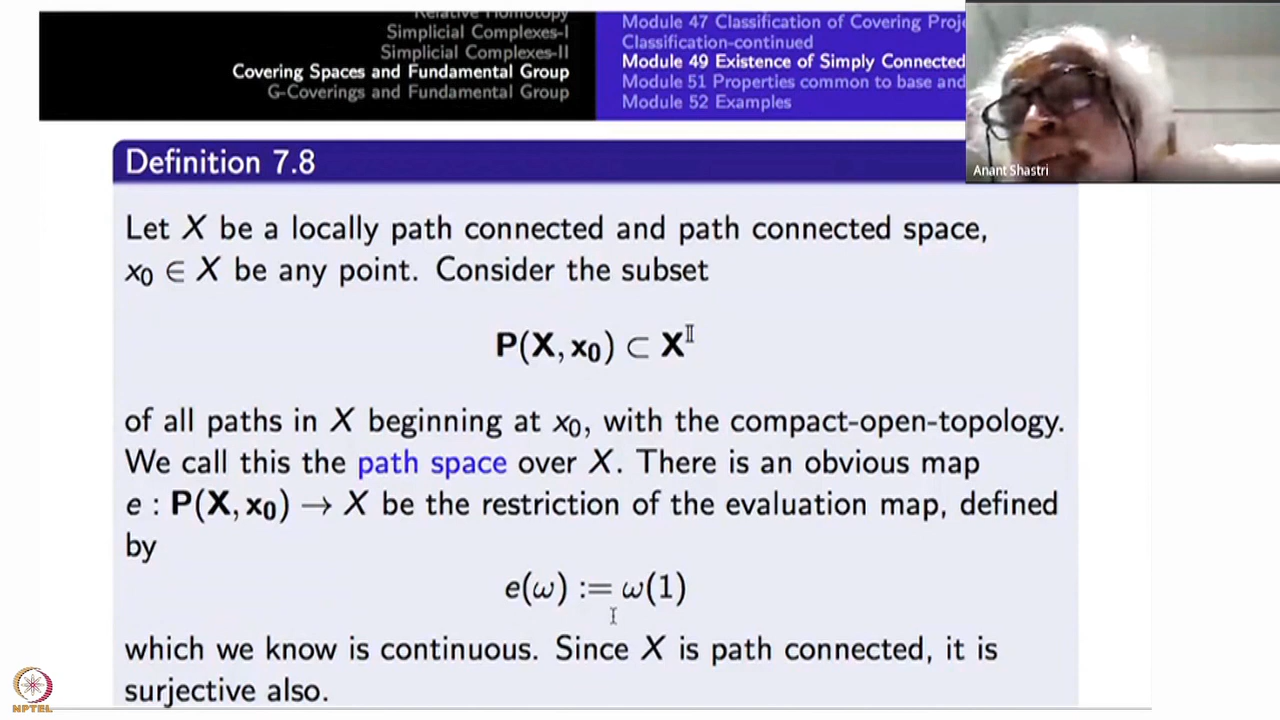 Relative Homotopy
Simplicial Complexes-I
Simplicial Complexes-II
Covering Spaces and Fundamental Group
G-Coverings and Fundamental Group
Module 47 Classification of Covering Proje
Classification-continued
Module 49 Existence of Simply Connected
Module 51 Properties common to base and
Module 52 Examples
Anant Shastri
Definition 7.8
Let X be a locally path connected and path connected space,
x₀ ∈ X be any point. Consider the subset
P(X, x₀) ⊂ X^𝕀
of all paths in X beginning at x₀, with the compact-open-topology.
We call this the path space over X. There is an obvious map
e : P(X, x₀) → X be the restriction of the evaluation map, defined
by
e(ω) := ω(1)
which we know is continuous. Since X is path connected, it is
surjective also.
NPTEL